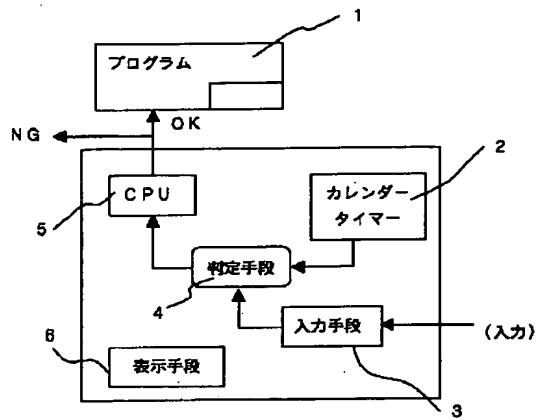 1
プログラム
OK
NG
2
CPU
カレンダー
タイマー
5
判定手段
4
入力手段
(入力)
6
表示手段
3